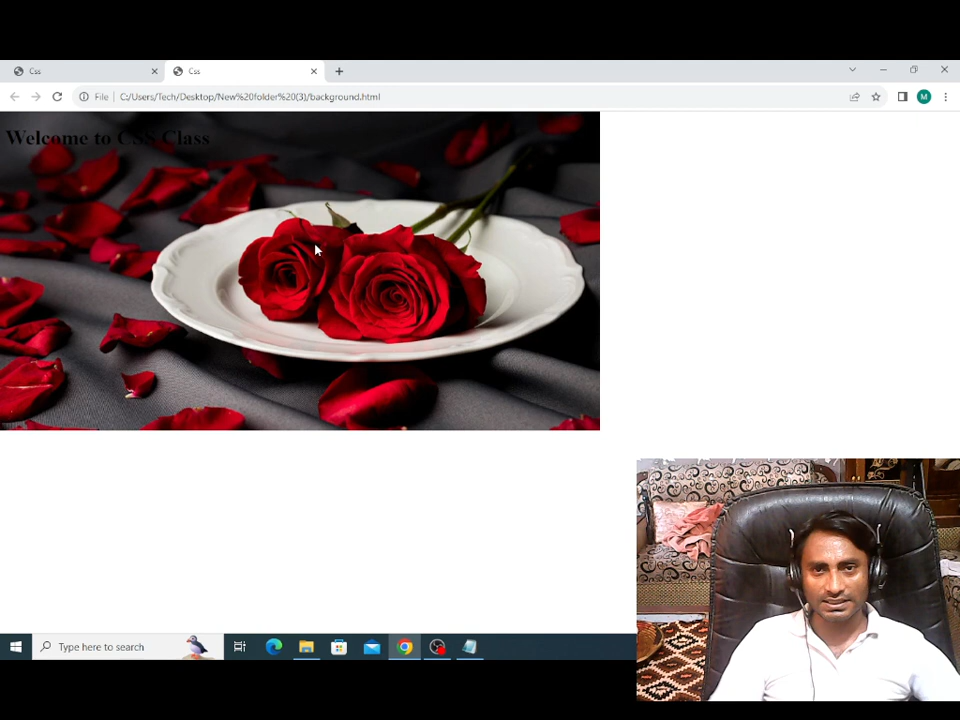 Css
Css
File
C:/Users/Tech/Desktop/New%20folder%20(3)/background.html
M
Welcome to CSS Class
Type here to search